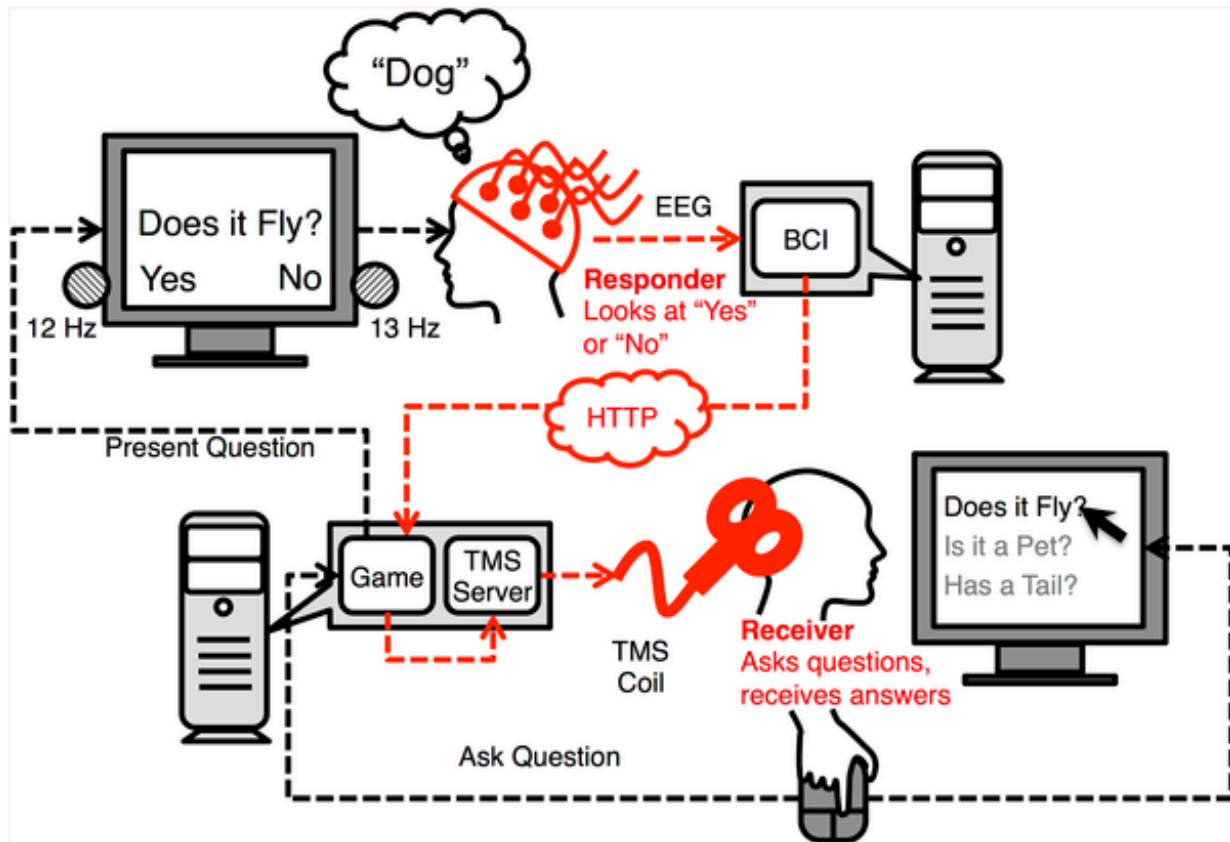 “Dog”
Does it Fly?
Yes No
12 Hz
13 Hz
EEG
BCI
Responder
Looks at “Yes”
or “No”
HTTP
Present Question
Game
TMS
Server
TMS
Coil
Receiver
Asks questions,
receives answers
Does it Fly?
Is it a Pet?
Has a Tail?
Ask Question